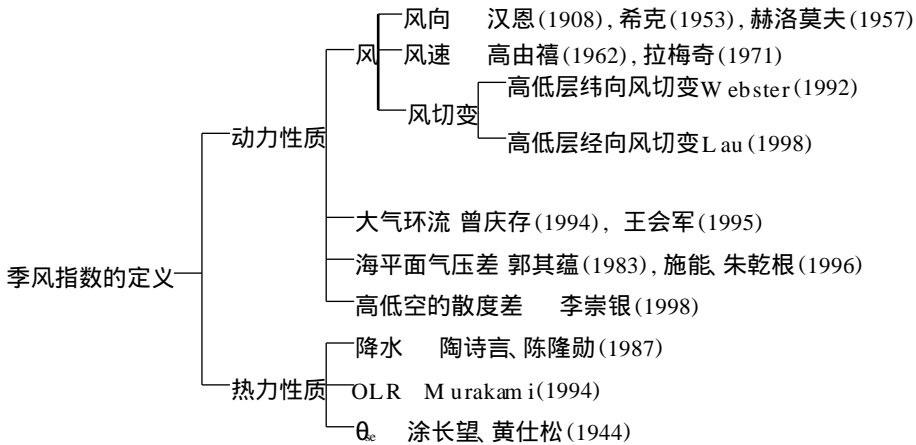 风向 汉恩(1908), 希克(1953), 赫洛莫夫(1957)
风
风速 高由禧(1962), 拉梅奇(1971)
高低层纬向风切变Webster(1992)
风切变
动力性质
高低层经向风切变Lau(1998)
大气环流 曾庆存(1994), 王会军(1995)
海平面气压差 郭其蕴(1983), 施能、朱乾根(1996)
季风指数的定义
高低空的散度差 李崇银(1998)
降水 陶诗言、陈隆勋(1987)
热力性质
OLR Murakami(1994)
θse 涂长望、黄仕松(1944)